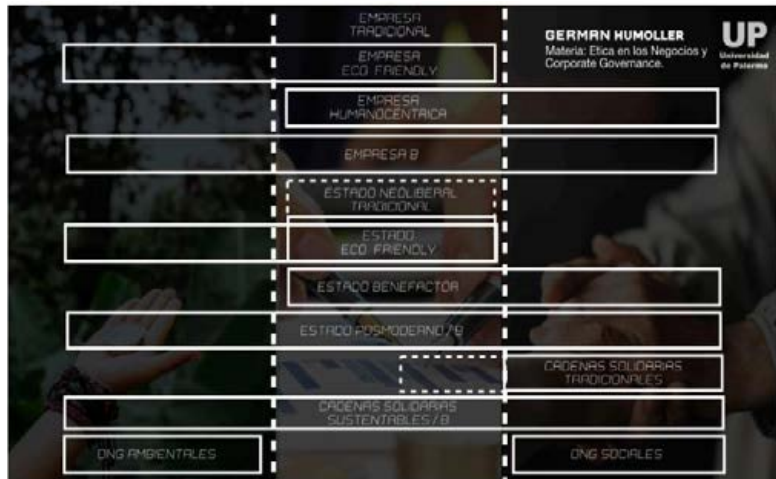 EMPRESA
TRADICIONAL
GERMAN HUMOLLER
Materia: Etica en los Negocios y
Corporate Governance.
UP
Universidad
de Palermo
EMPRESA
ECO FRIENDLY
EMPRESA
HUMANOCENTRICA
EMPRESA B
ESTADO NEOLIBERAL
TRADICIONAL
ESTADO
ECO FRIENDLY
ESTADO BENEFACTOR
ESTADO POSMODERNO / B
CADENAS SOLIDARIAS
TRADICIONALES
CADENAS SOLIDARIAS
SUSTENTABLES / B
ONG AMBIENTALES
ONG SOCIALES